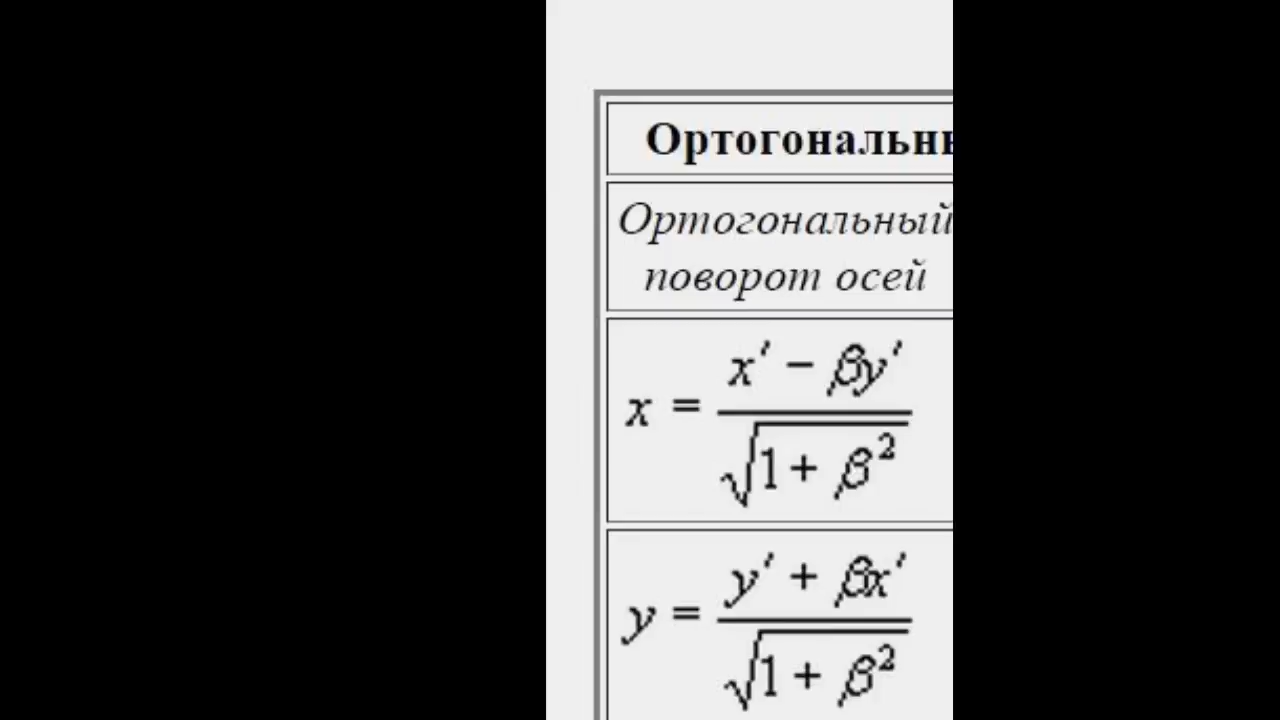 Ортогональны
Ортогональный
поворот осей
x = (x′ − βy′) / √(1 + β²)
y = (y′ + βx′) / √(1 + β²)